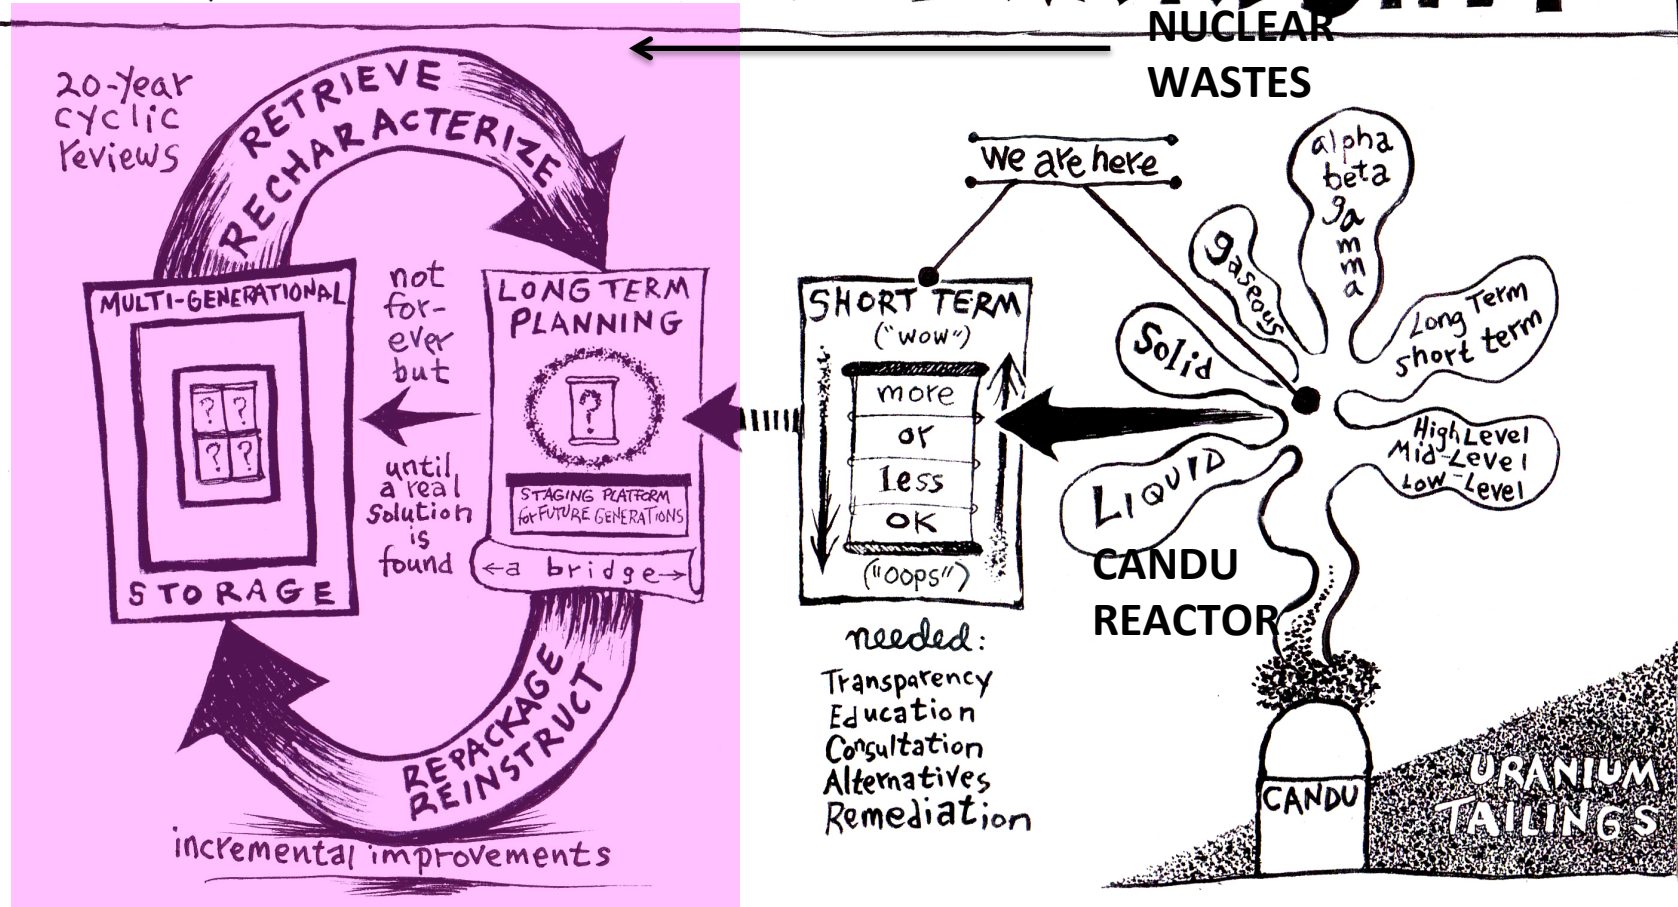 NUCLEAR
WASTES
20-year
cyclic
reviews
RETRIEVE
RECHARACTERIZE
MULTI-GENERATIONAL
?
?
?
?
STORAGE
not
for-
ever
but
until
a real
solution
is
found
LONG TERM
PLANNING
?
STAGING PLATFORM
for FUTURE GENERATIONS
a bridge
REPACKAGE
REINSTRUCT
incremental improvements
we are here
SHORT TERM
("wow")
more
or
less
OK
("oops")
needed:
Transparency
Education
Consultation
Alternatives
Remediation
alpha
beta
ga
m
m
a
gaseous
Solid
LIQUID
Long Term
short term
High Level
Mid-Level
Low-Level
CANDU
REACTOR
CANDU
URANIUM
TAILINGS